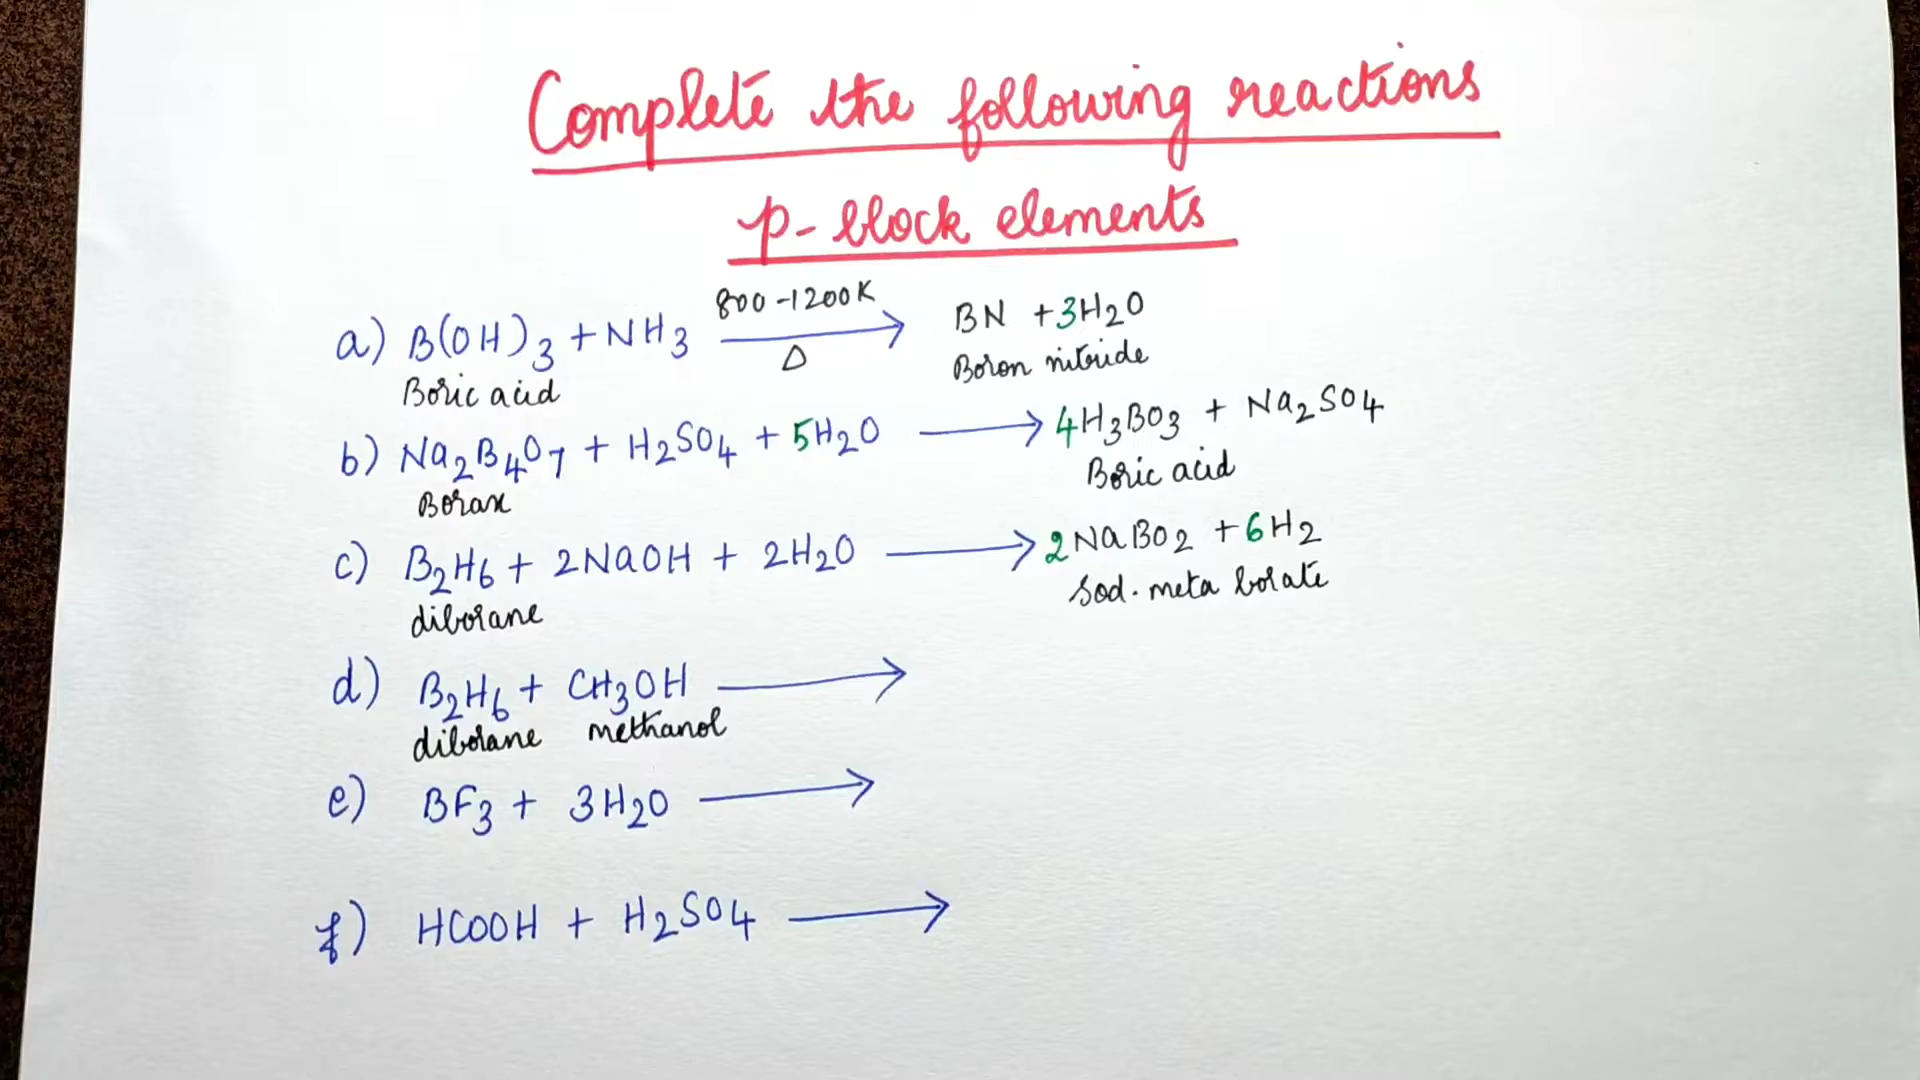 Complete the following reactions
p-block elements
a) B(OH)3 + NH3 800-1200K Δ → BN + 3H2O
Boric acid Boron nitride
b) Na2B4O7 + H2SO4 + 5H2O → 4H3BO3 + Na2SO4
Borax Boric acid
c) B2H6 + 2NaOH + 2H2O → 2NaBO2 + 6H2
diborane Sod. meta borate
d) B2H6 + CH3OH →
diborane methanol
e) BF3 + 3H2O →
f) HCOOH + H2SO4 →